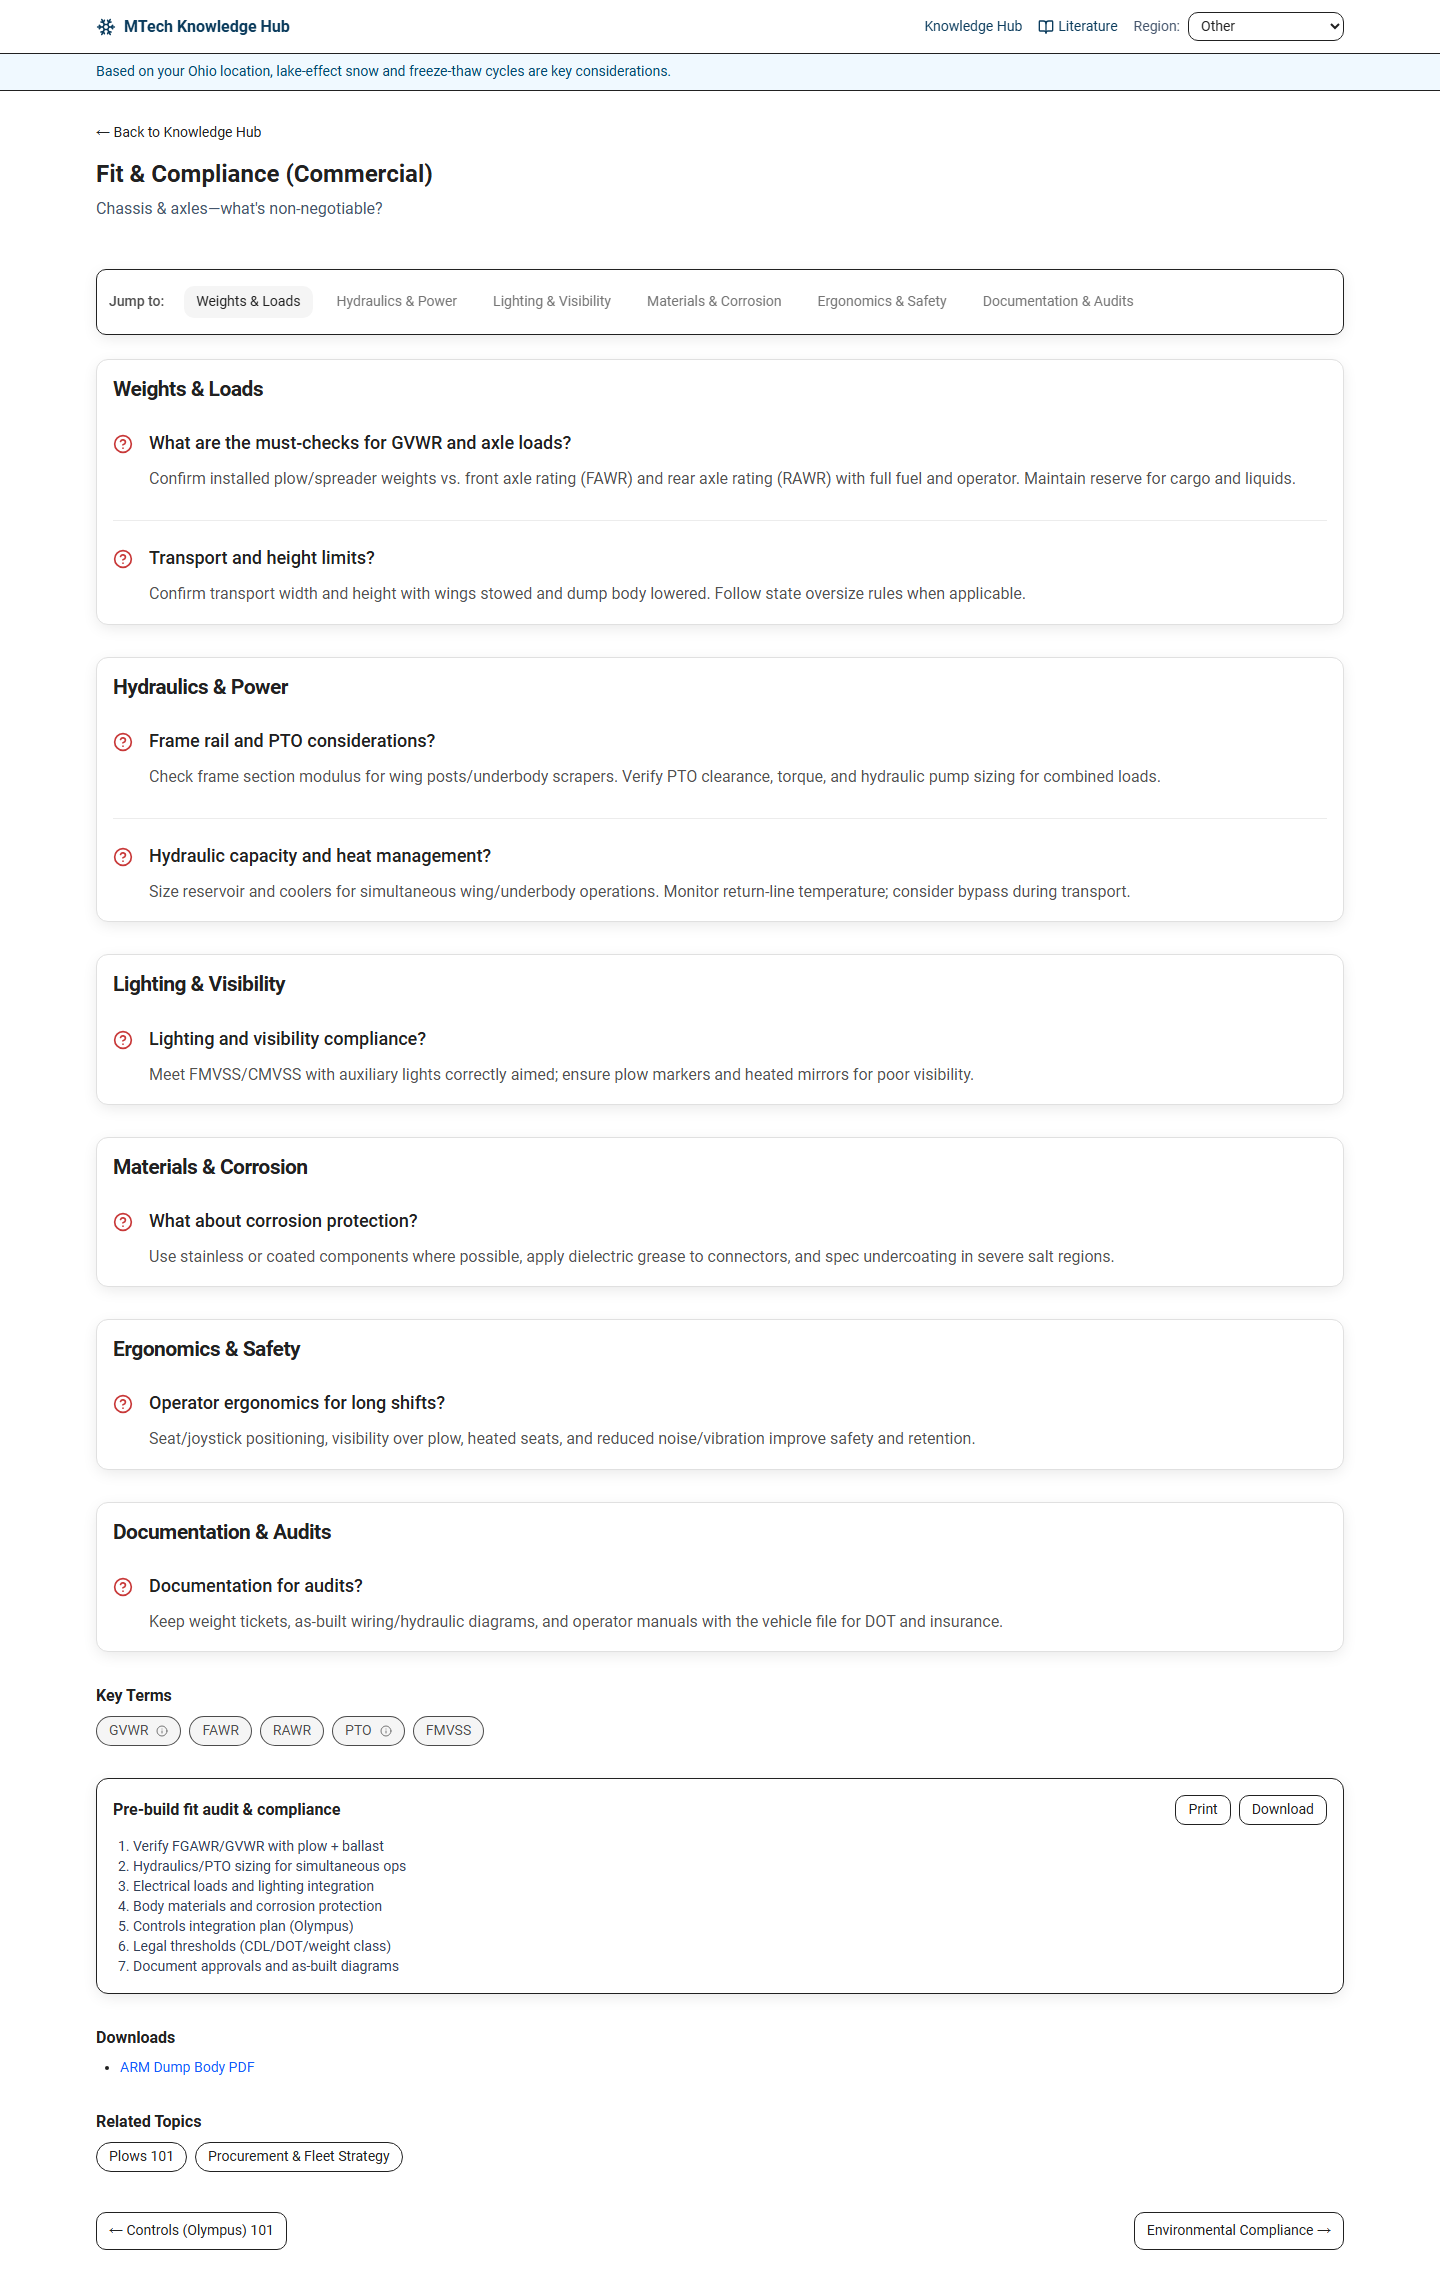 MTech Knowledge Hub
Knowledge Hub
Literature
Region:
Other
Based on your Ohio location, lake-effect snow and freeze-thaw cycles are key considerations.
← Back to Knowledge Hub
Fit & Compliance (Commercial)
Chassis & axles—what's non-negotiable?
Jump to:
Weights & Loads
Hydraulics & Power
Lighting & Visibility
Materials & Corrosion
Ergonomics & Safety
Documentation & Audits
Weights & Loads
What are the must-checks for GVWR and axle loads?
Confirm installed plow/spreader weights vs. front axle rating (FAWR) and rear axle rating (RAWR) with full fuel and operator. Maintain reserve for cargo and liquids.
Transport and height limits?
Confirm transport width and height with wings stowed and dump body lowered. Follow state oversize rules when applicable.
Hydraulics & Power
Frame rail and PTO considerations?
Check frame section modulus for wing posts/underbody scrapers. Verify PTO clearance, torque, and hydraulic pump sizing for combined loads.
Hydraulic capacity and heat management?
Size reservoir and coolers for simultaneous wing/underbody operations. Monitor return-line temperature; consider bypass during transport.
Lighting & Visibility
Lighting and visibility compliance?
Meet FMVSS/CMVSS with auxiliary lights correctly aimed; ensure plow markers and heated mirrors for poor visibility.
Materials & Corrosion
What about corrosion protection?
Use stainless or coated components where possible, apply dielectric grease to connectors, and spec undercoating in severe salt regions.
Ergonomics & Safety
Operator ergonomics for long shifts?
Seat/joystick positioning, visibility over plow, heated seats, and reduced noise/vibration improve safety and retention.
Documentation & Audits
Documentation for audits?
Keep weight tickets, as-built wiring/hydraulic diagrams, and operator manuals with the vehicle file for DOT and insurance.
Key Terms
GVWR
FAWR
RAWR
PTO
FMVSS
Pre-build fit audit & compliance
Print
Download
1. Verify FGAWR/GVWR with plow + ballast
2. Hydraulics/PTO sizing for simultaneous ops
3. Electrical loads and lighting integration
4. Body materials and corrosion protection
5. Controls integration plan (Olympus)
6. Legal thresholds (CDL/DOT/weight class)
7. Document approvals and as-built diagrams
Downloads
• ARM Dump Body PDF
Related Topics
Plows 101
Procurement & Fleet Strategy
← Controls (Olympus) 101
Environmental Compliance →